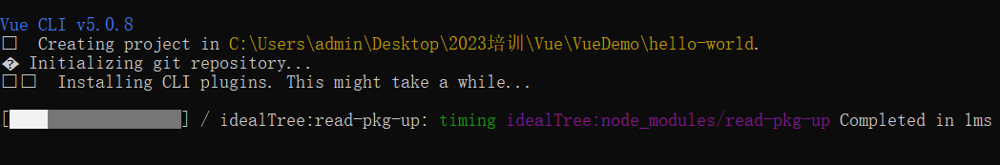 Vue CLI v5.0.8
Creating project in C:\Users\admin\Desktop\2023培训\Vue\VueDemo\hello-world.
� Initializing git repository...
Installing CLI plugins. This might take a while...
[ ] / idealTree:read-pkg-up: timing idealTree:node_modules/read-pkg-up Completed in 1ms